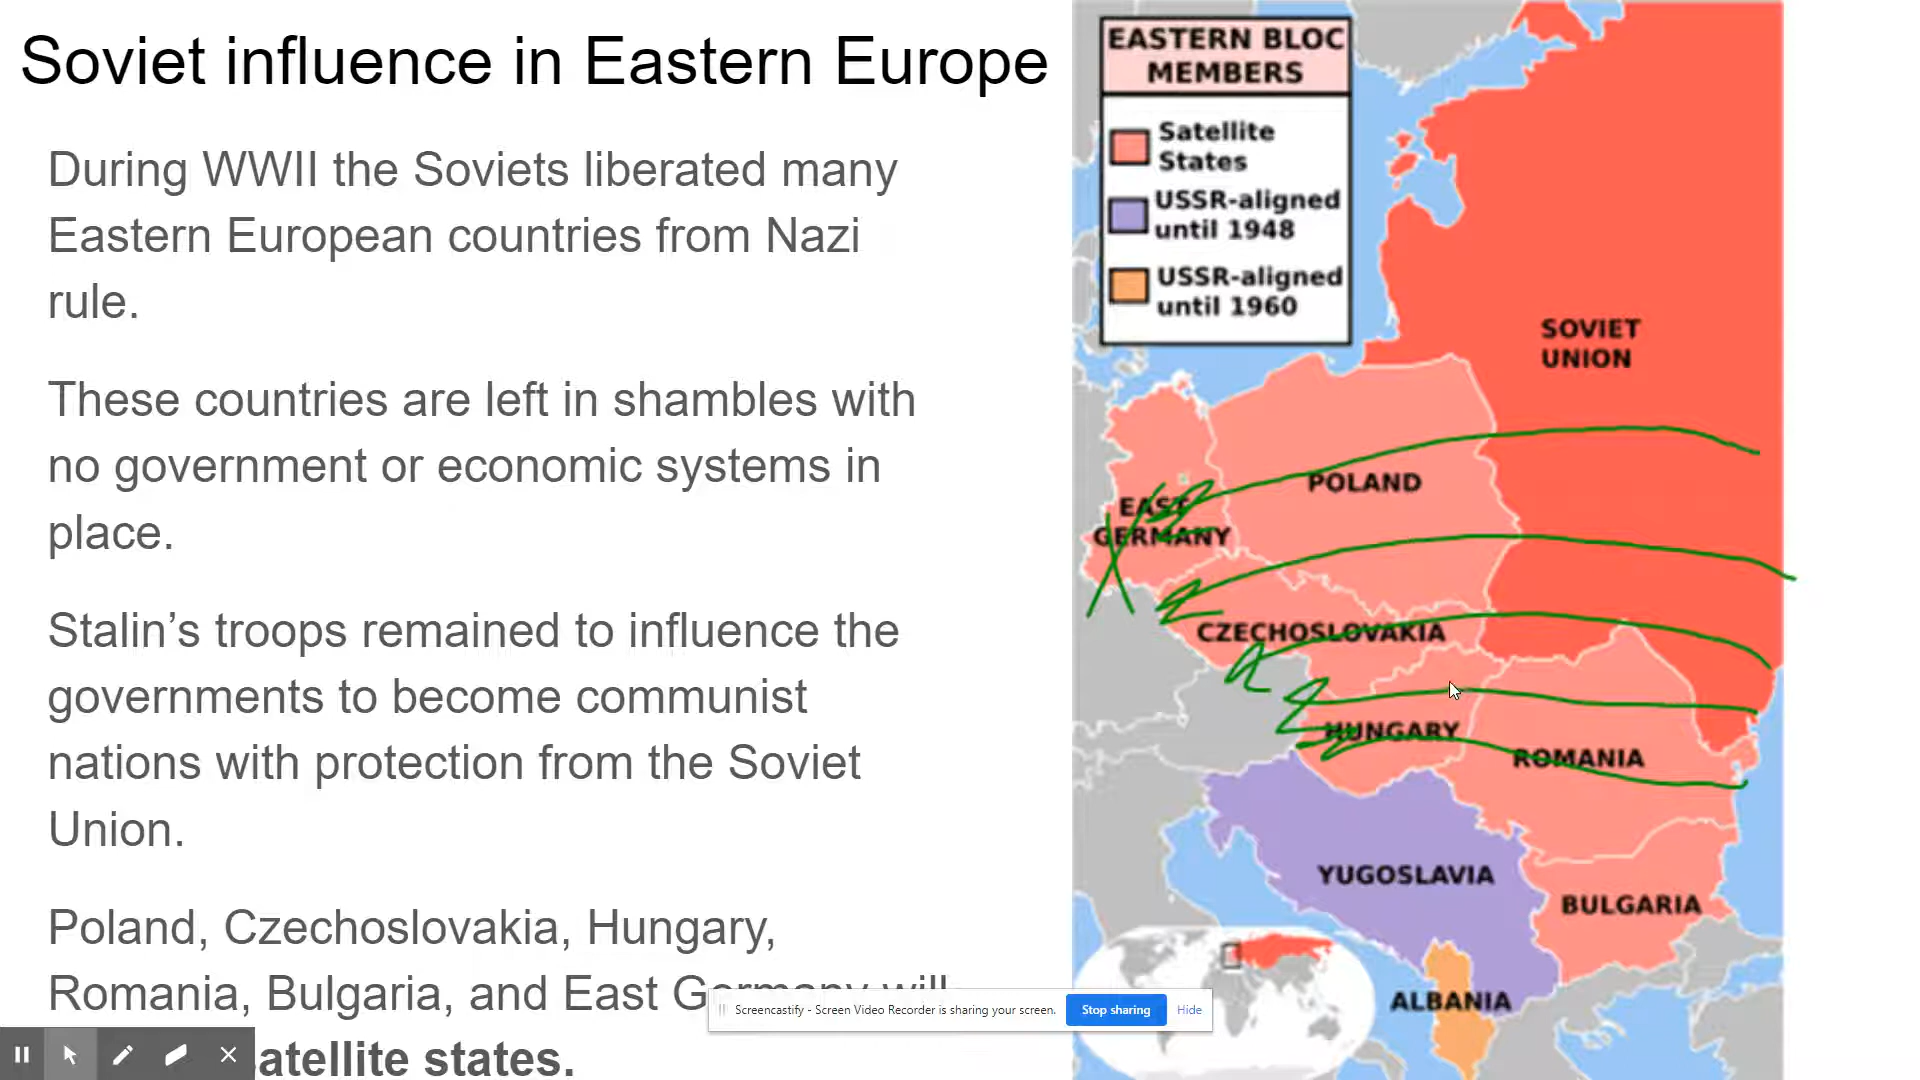 Soviet influence in Eastern Europe
During WWII the Soviets liberated many
Eastern European countries from Nazi
rule.
These countries are left in shambles with
no government or economic systems in
place.
Stalin’s troops remained to influence the
governments to become communist
nations with protection from the Soviet
Union.
Poland, Czechoslovakia, Hungary,
Romania, Bulgaria, and East Germany will
atellite states.
EASTERN BLOC
MEMBERS
Satellite
States
USSR-aligned
until 1948
USSR-aligned
until 1960
SOVIET
UNION
POLAND
EAST
GERMANY
CZECHOSLOVAKIA
HUNGARY
ROMANIA
YUGOSLAVIA
BULGARIA
ALBANIA
Screencastify - Screen Video Recorder is sharing your screen.
Stop sharing
Hide